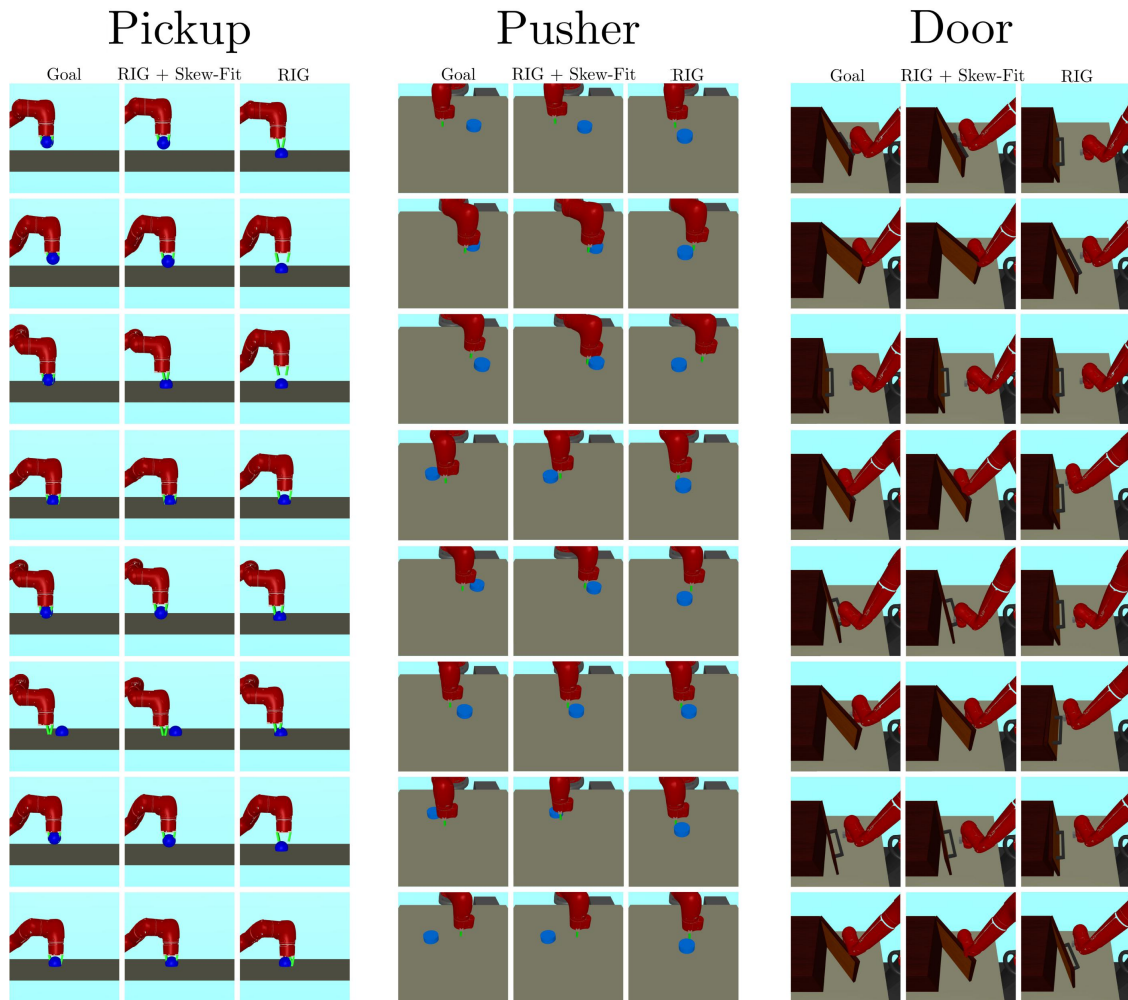 Pickup
Pusher
Door
Goal RIG + Skew-Fit RIG
Goal RIG + Skew-Fit RIG
Goal RIG + Skew-Fit RIG